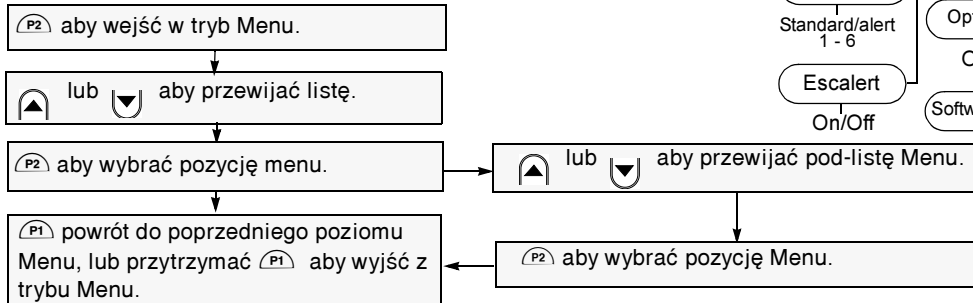 P2 aby wejść w tryb Menu.
lub aby przewijać listę.
P2 aby wybrać pozycję menu.
P1 powrót do poprzedniego poziomu
Menu, lub przytrzymać P1 aby wyjść z
trybu Menu.
lub aby przewijać pod-listę Menu.
P2 aby wybrać pozycję Menu.
Standard/alert
1 - 6
Escalert
On/Off